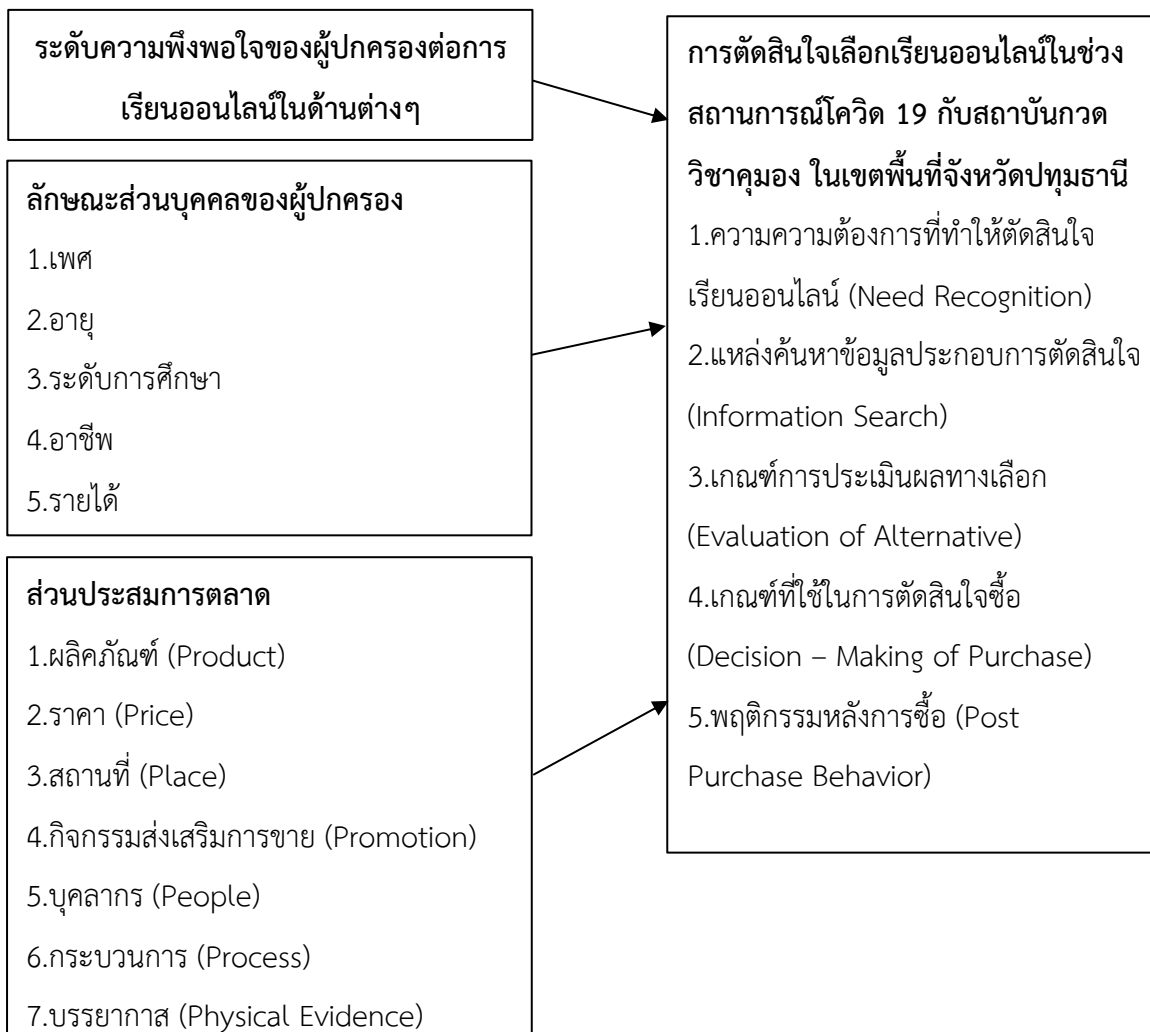 ระดับความพึงพอใจของผู้ปกครองต่อการ
เรียนออนไลน์ในด้านต่างๆ
ลักษณะส่วนบุคคลของผู้ปกครอง
1.เพศ
2.อายุ
3.ระดับการศึกษา
4.อาชีพ
5.รายได้
ส่วนประสมการตลาด
1.ผลิคภัณฑ์ (Product)
2.ราคา (Price)
3.สถานที่ (Place)
4.กิจกรรมส่งเสริมการขาย (Promotion)
5.บุคลากร (People)
6.กระบวนการ (Process)
7.บรรยากาส (Physical Evidence)
การตัดสินใจเลือกเรียนออนไลน์ในช่วง
สถานการณ์โควิด 19 กับสถาบันกวด
วิชาคุมอง ในเขตพื้นที่จังหวัดปทุมธานี
1.ความความต้องการที่ทำให้ตัดสินใจ
เรียนออนไลน์ (Need Recognition)
2.แหล่งค้นหาข้อมูลประกอบการตัดสินใจ
(Information Search)
3.เกณฑ์การประเมินผลทางเลือก
(Evaluation of Alternative)
4.เกณฑ์ที่ใช้ในการตัดสินใจซื้อ
(Decision – Making of Purchase)
5.พฤติกรรมหลังการซื้อ (Post
Purchase Behavior)